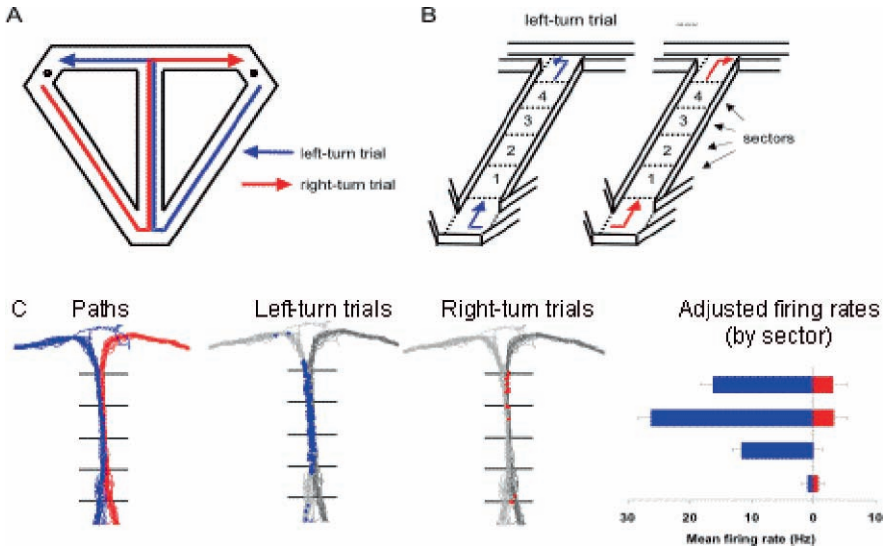 A
left-turn trial
right-turn trial
B
left-turn trial
4
3
2
1
4
3
2
1
sectors
C
Paths
Left-turn trials
Right-turn trials
Adjusted firing rates
(by sector)
30
20
10
0
10
Mean firing rate (Hz)